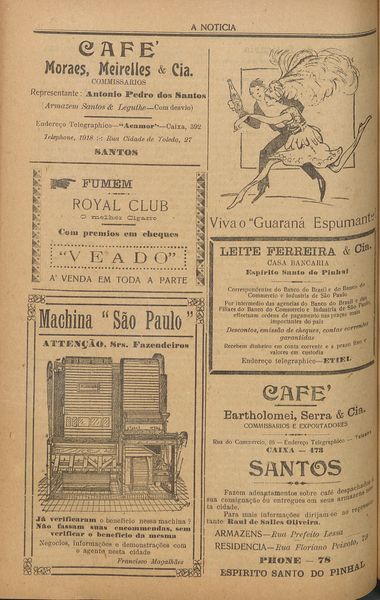 A NOTICIA
CAFE'
Moraes, Meirelles & Cia.
COMMISSARIOS
Representante: Antonio Pedro dos Santos
(Armazem Santos & Leguthe—Com desvio)
Endereço Telegraphico—"Acamor"—Caixa, 392
Telephone, 1918 :-: Rua Cidade de Toledo, 27
SANTOS
FUMEM
ROYAL CLUB
O melhor Cigarro
Com premios em cheques
"VEADO"
A' VENDA EM TODA A PARTE
Machina "São Paulo"
ATTENÇÃO, Srs. Fazendeiros
Já verificaram o beneficio nessa machina?
Não fassam suas encommendas, sem
verificar o beneficio da mesma
Negocios, informações e demonstrações com
o agente nesta cidade
Francisco Magalhães
Viva o "Guaraná Espumante"
LEITE FERREIRA & Cia.
CASA BANCARIA
Espirito Santo do Pinhal
Correspondentes do Banco do Brasil e do Banco do
Commercio e Industria de São Paulo
Por intermedio das agencias do Banco do Brasil e das
Filiaes do Banco do Commercio e Industria de São Paulo,
effectuam ordens de pagamento nas praças mais
importantes do paiz
Descontos, emissão de cheques, contas correntes
garantidas
Recebem dinheiro em conta corrente e a prazo fixo e
valores em custodia
Endereço telegraphico—ETIEL
CAFE'
Bartholomei, Serra & Cia.
COMMISSARIOS E EXPORTADORES
Rua do Commercio, 95 — Endereço Telegraphico —
CAIXA — 473
SANTOS
Fazem adeantamentos sobre café despachados á
sua consignação ou entregues em seus armazens nesta
cidade.
Para mais informações dirijam-se ao representante
Raul de Salles Oliveira.
ARMAZENS—Rua Prefeito Lessa
RESIDENCIA—Rua Floriano Peixoto, 79
PHONE — 78
ESPIRITO SANTO DO PINHAL